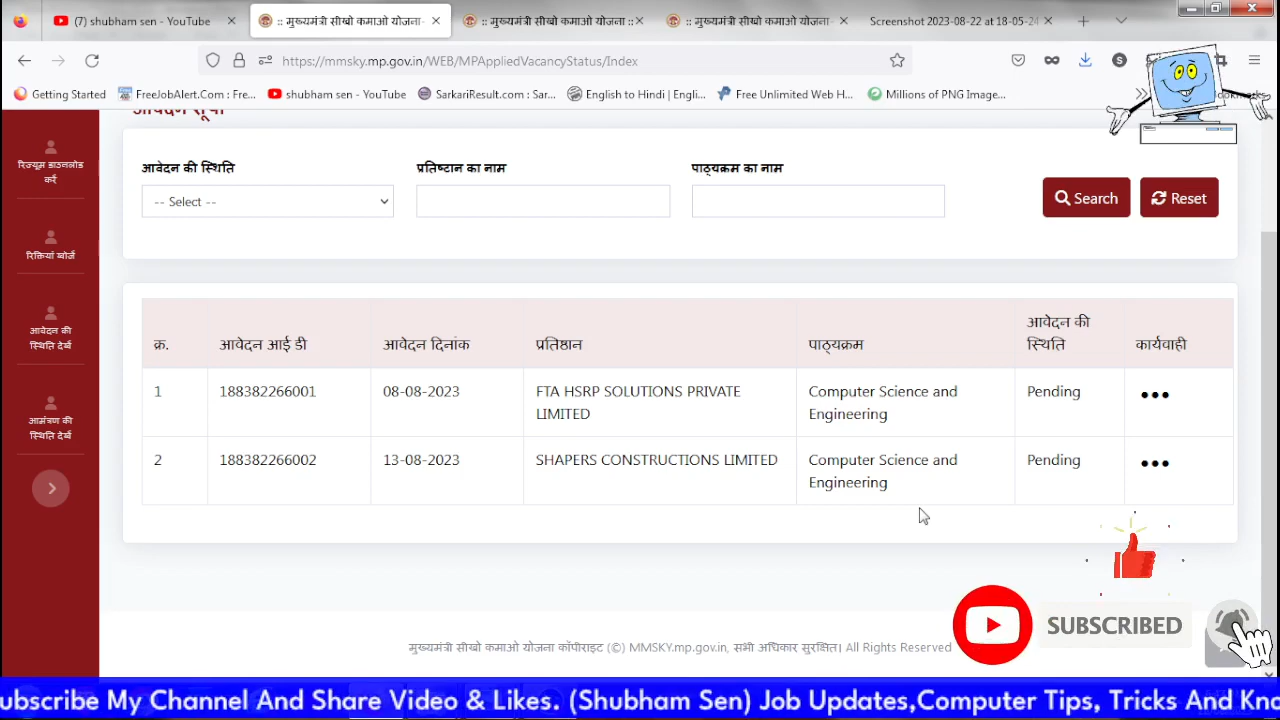 (7) shubham sen - YouTube
:: मुख्यमंत्री सीखो कमाओ योजना-
:: मुख्यमंत्री सीखो कमाओ योजना ::
:: मुख्यमंत्री सीखो कमाओ योजना-
Screenshot 2023-08-22 at 18-05-24
https://mmsky.mp.gov.in/WEB/MPAppliedVacancyStatus/Index
Getting Started
FreeJobAlert.Com : Fre...
shubham sen - YouTube
SarkariResult.com : Sar...
English to Hindi | Engli...
Free Unlimited Web H...
Millions of PNG Image...
आवेदन सूची
रिज्यूम डाउनलोड
करें
रिक्तियां खोजें
आवेदन की
स्थिति देखें
आमंत्रण की
स्थिति देखें
आवेदन की स्थिति
प्रतिष्टान का नाम
पाठ्यक्रम का नाम
-- Select --
Search
Reset
क्र. आवेदन आई डी आवेदन दिनांक प्रतिष्ठान पाठ्यक्रम आवेदन की स्थिति कार्यवाही
1 188382266001 08-08-2023 FTA HSRP SOLUTIONS PRIVATE LIMITED Computer Science and Engineering Pending
2 188382266002 13-08-2023 SHAPERS CONSTRUCTIONS LIMITED Computer Science and Engineering Pending
SUBSCRIBED
मुख्यमंत्री सीखो कमाओ योजना कॉपीराइट (©) MMSKY.mp.gov.in, सभी अधिकार सुरक्षित। All Rights Reserved
ubscribe My Channel And Share Video & Likes. (Shubham Sen) Job Updates,Computer Tips, Tricks And Kno